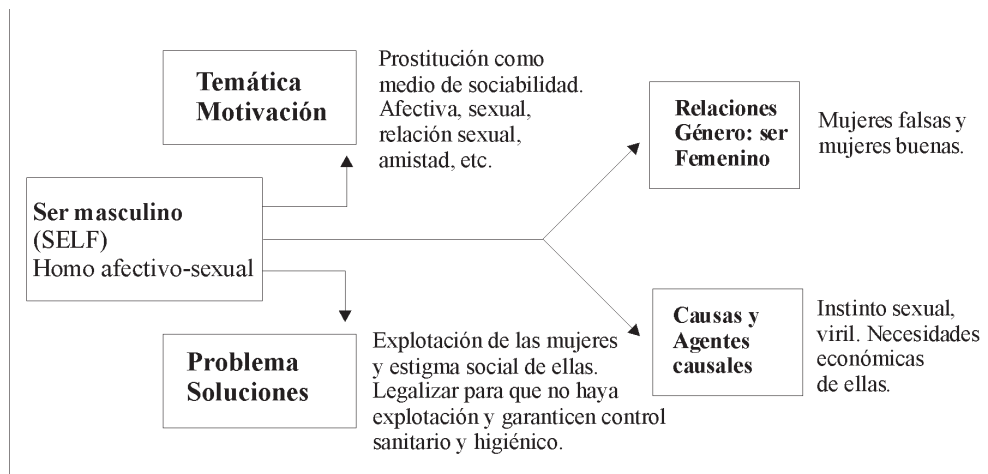 Temática
Motivación
Prostitución como
medio de sociabilidad.
Afectiva, sexual,
relación sexual,
amistad, etc.
Relaciones
Género: ser
Femenino
Mujeres falsas y
mujeres buenas.
Ser masculino
(SELF)
Homo afectivo-sexual
Problema
Soluciones
Explotación de las mujeres
y estigma social de ellas.
Legalizar para que no haya
explotación y garanticen control
sanitario y higiénico.
Causas y
Agentes
causales
Instinto sexual,
viril. Necesidades
económicas
de ellas.